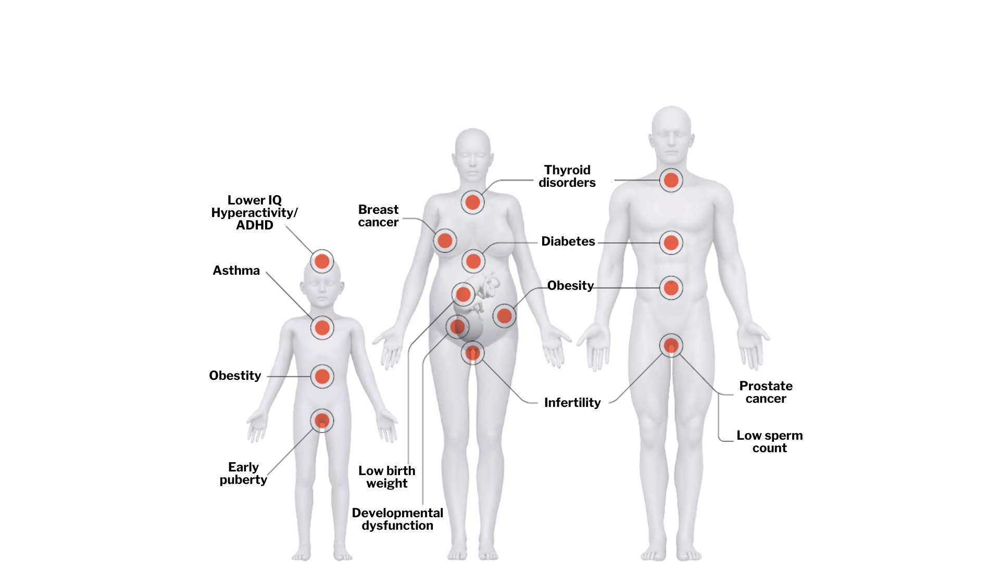 Thyroid
disorders
Lower IQ
Hyperactivity/
ADHD
Breast
cancer
Diabetes
Asthma
Obesity
Obestity
Prostate
cancer
Infertility
Low sperm
count
Early
puberty
Low birth
weight
Developmental
dysfunction